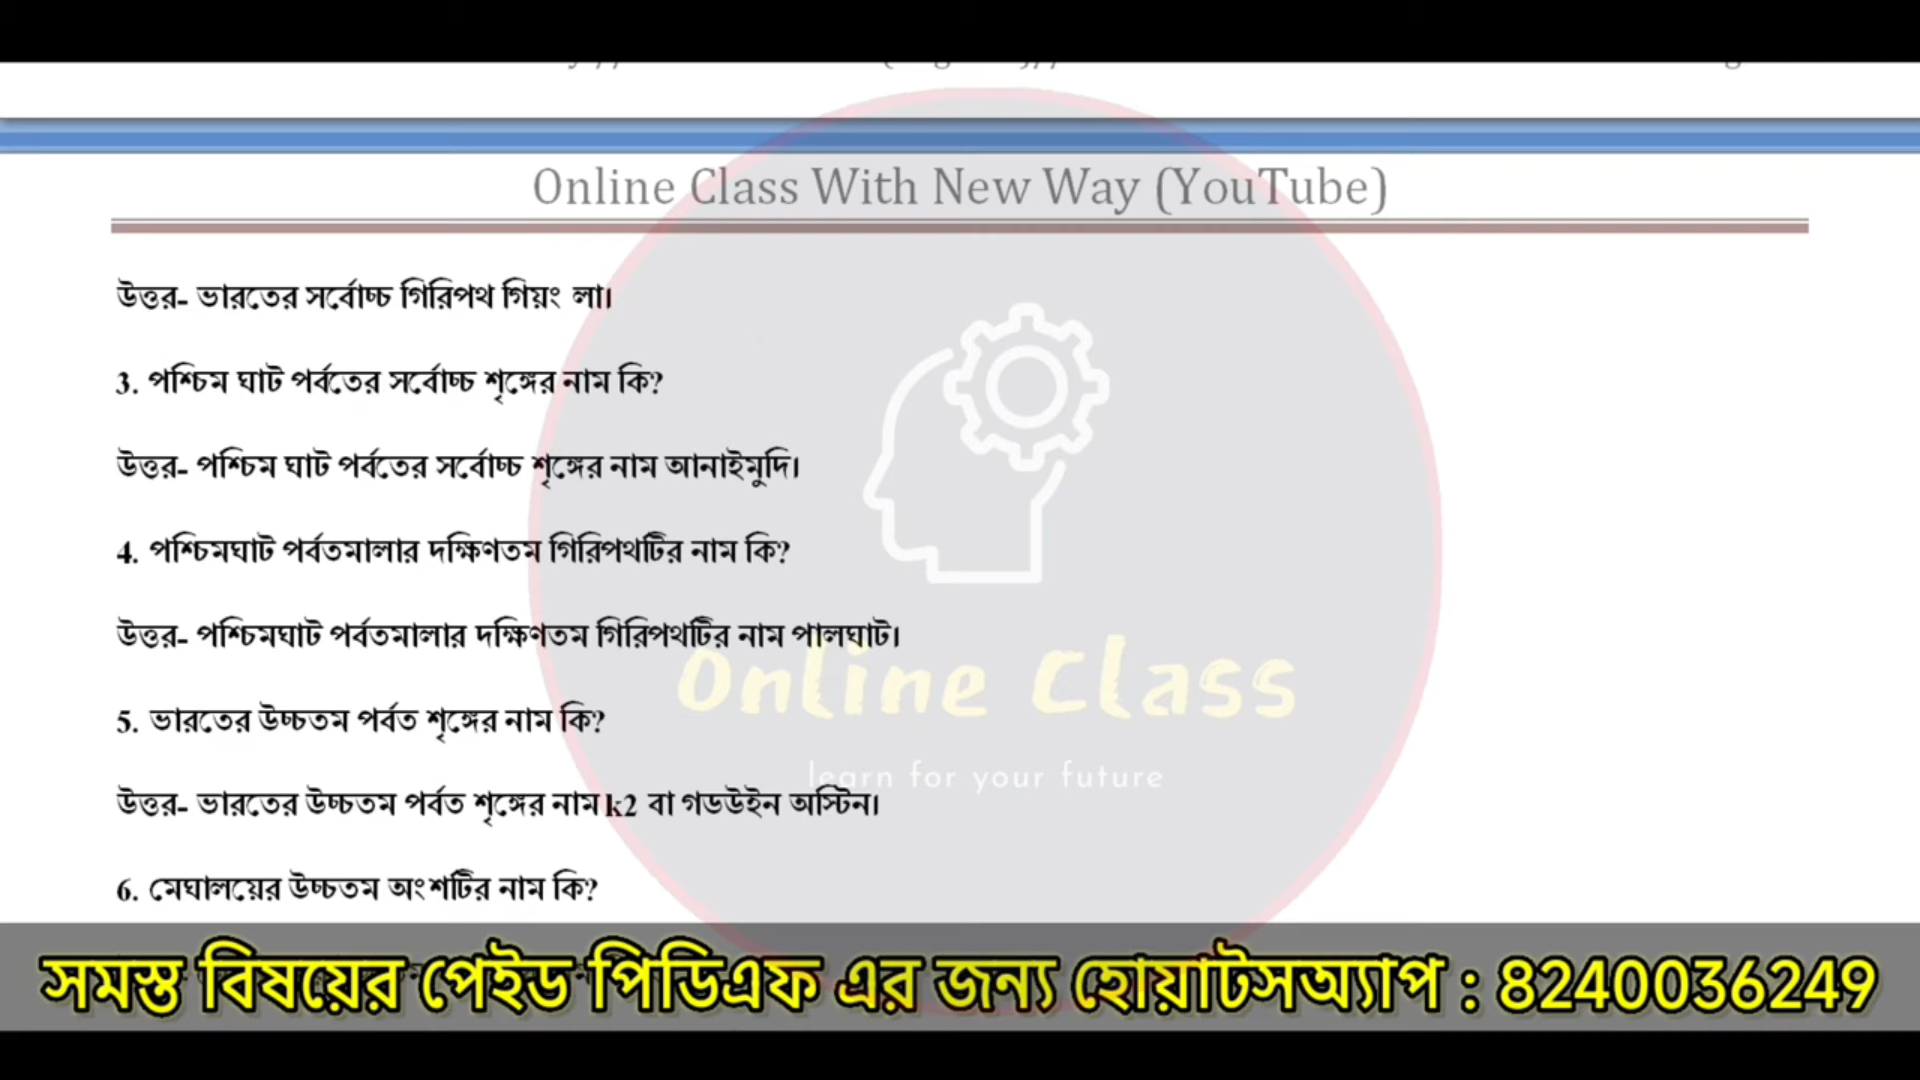 Online Class With New Way (YouTube)
উত্তর- ভারতের সর্বোচ্চ গিরিপথ গিয়ং লা।
3. পশ্চিম ঘাট পর্বতের সর্বোচ্চ শৃঙ্গের নাম কি?
উত্তর- পশ্চিম ঘাট পর্বতের সর্বোচ্চ শৃঙ্গের নাম আনাইমুদি।
4. পশ্চিমঘাট পর্বতমালার দক্ষিণতম গিরিপথটির নাম কি?
উত্তর- পশ্চিমঘাট পর্বতমালার দক্ষিণতম গিরিপথটির নাম পালঘাট।
Online Class
5. ভারতের উচ্চতম পর্বত শৃঙ্গের নাম কি?
learn for your future
উত্তর- ভারতের উচ্চতম পর্বত শৃঙ্গের নাম k2 বা গডউইন অস্টিন।
6. মেঘালয়ের উচ্চতম অংশটির নাম কি?
সমস্ত বিষয়ের পেইড পিডিএফ এর জন্য হোয়াটসঅ্যাপ : 8240036249